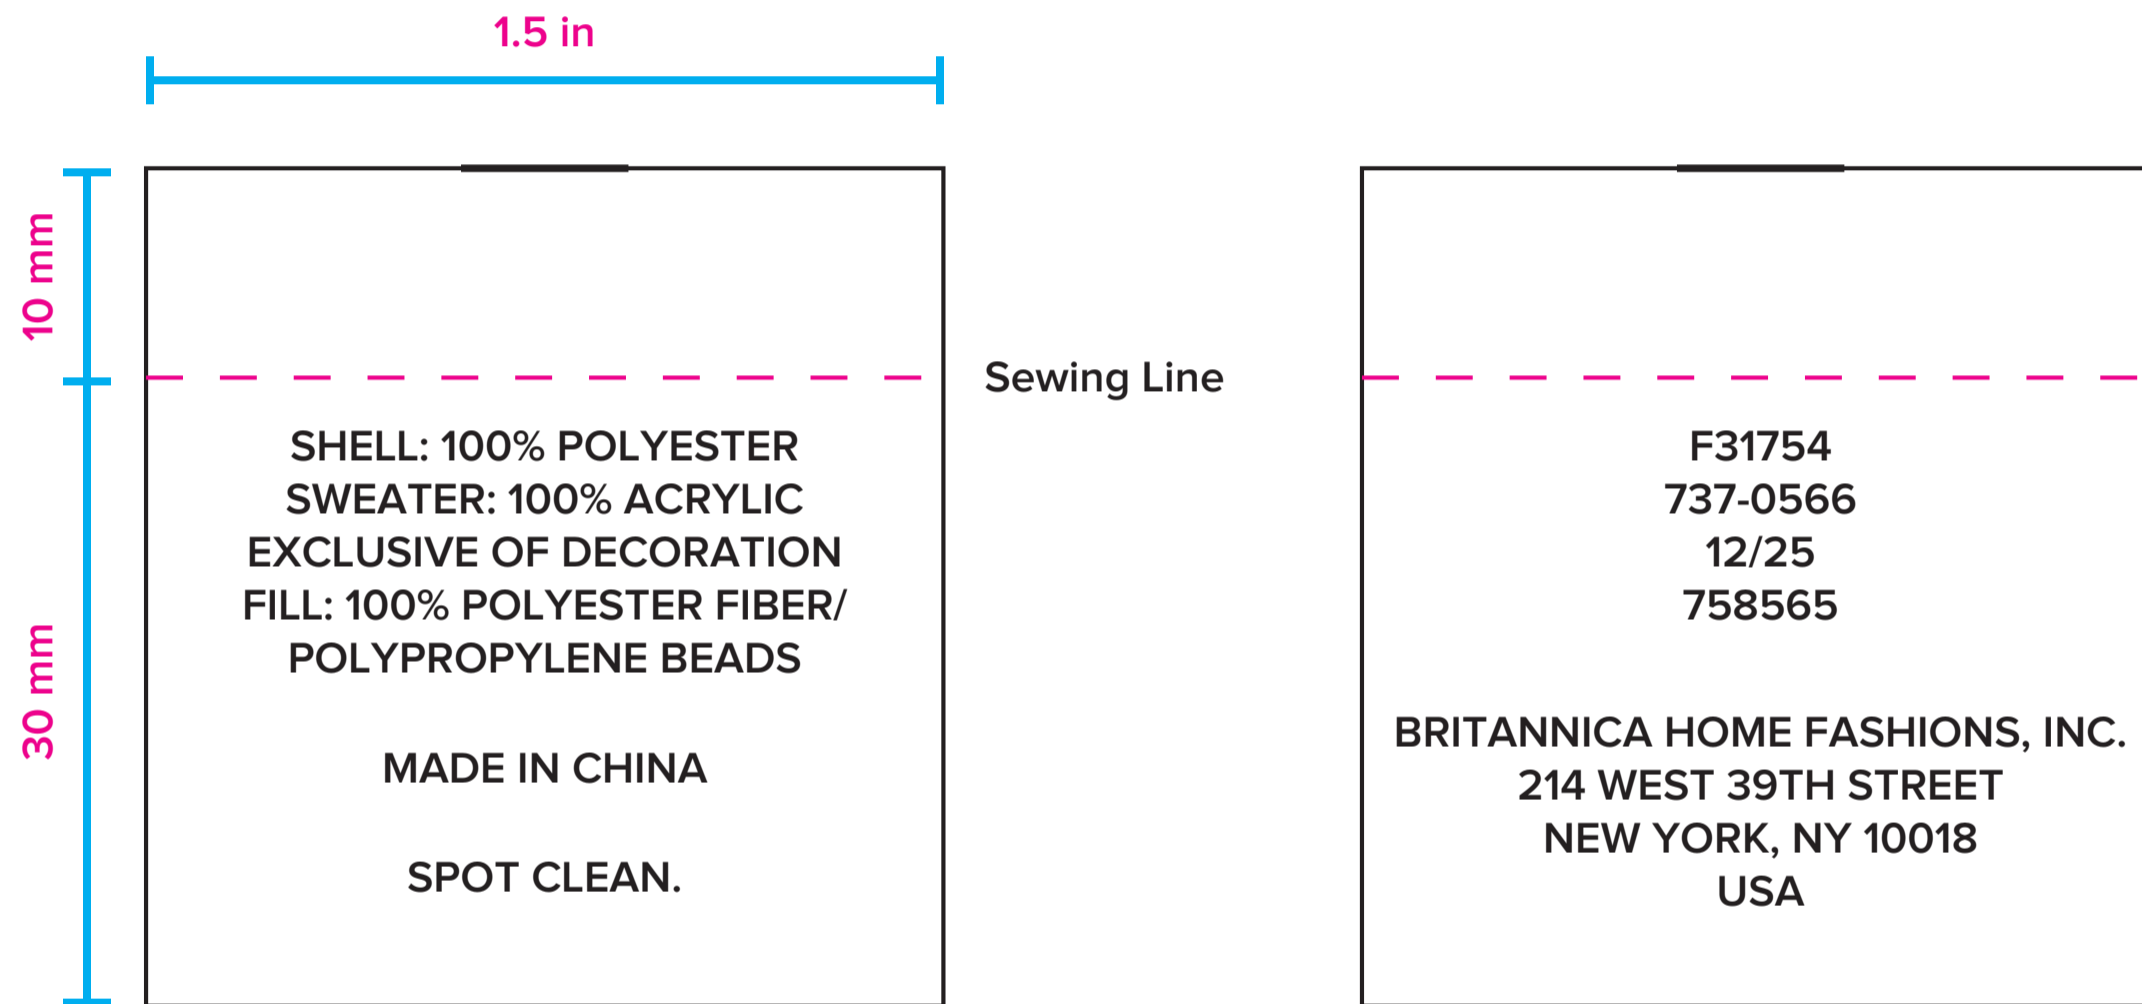 1.5 in
10 mm
30 mm
SHELL: 100% POLYESTER
SWEATER: 100% ACRYLIC
EXCLUSIVE OF DECORATION
FILL: 100% POLYESTER FIBER/
POLYPROPYLENE BEADS
MADE IN CHINA
SPOT CLEAN.
Sewing Line
F31754
737-0566
12/25
758565
BRITANNICA HOME FASHIONS, INC.
214 WEST 39TH STREET
NEW YORK, NY 10018
USA